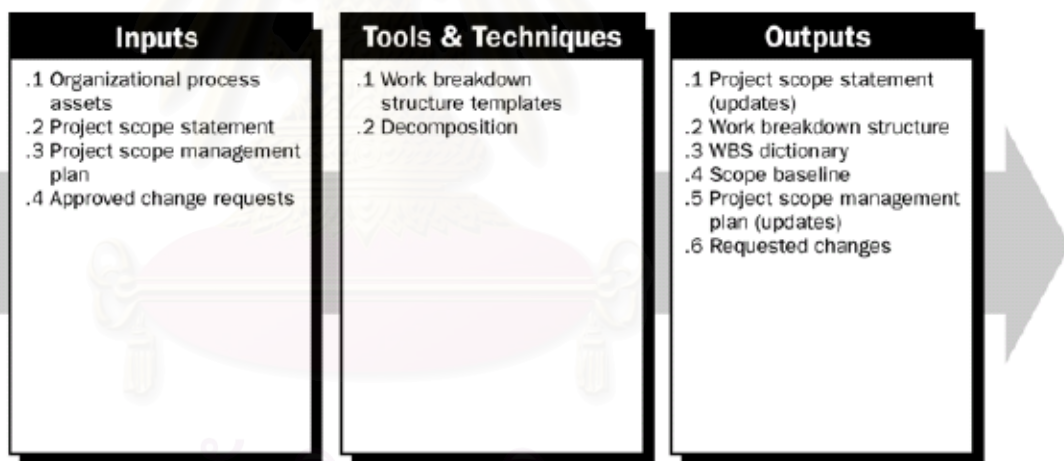 Inputs
.1 Organizational process
assets
.2 Project scope statement
.3 Project scope management
plan
.4 Approved change requests
Tools & Techniques
.1 Work breakdown
structure templates
.2 Decomposition
Outputs
.1 Project scope statement
(updates)
.2 Work breakdown structure
.3 WBS dictionary
.4 Scope baseline
.5 Project scope management
plan (updates)
.6 Requested changes